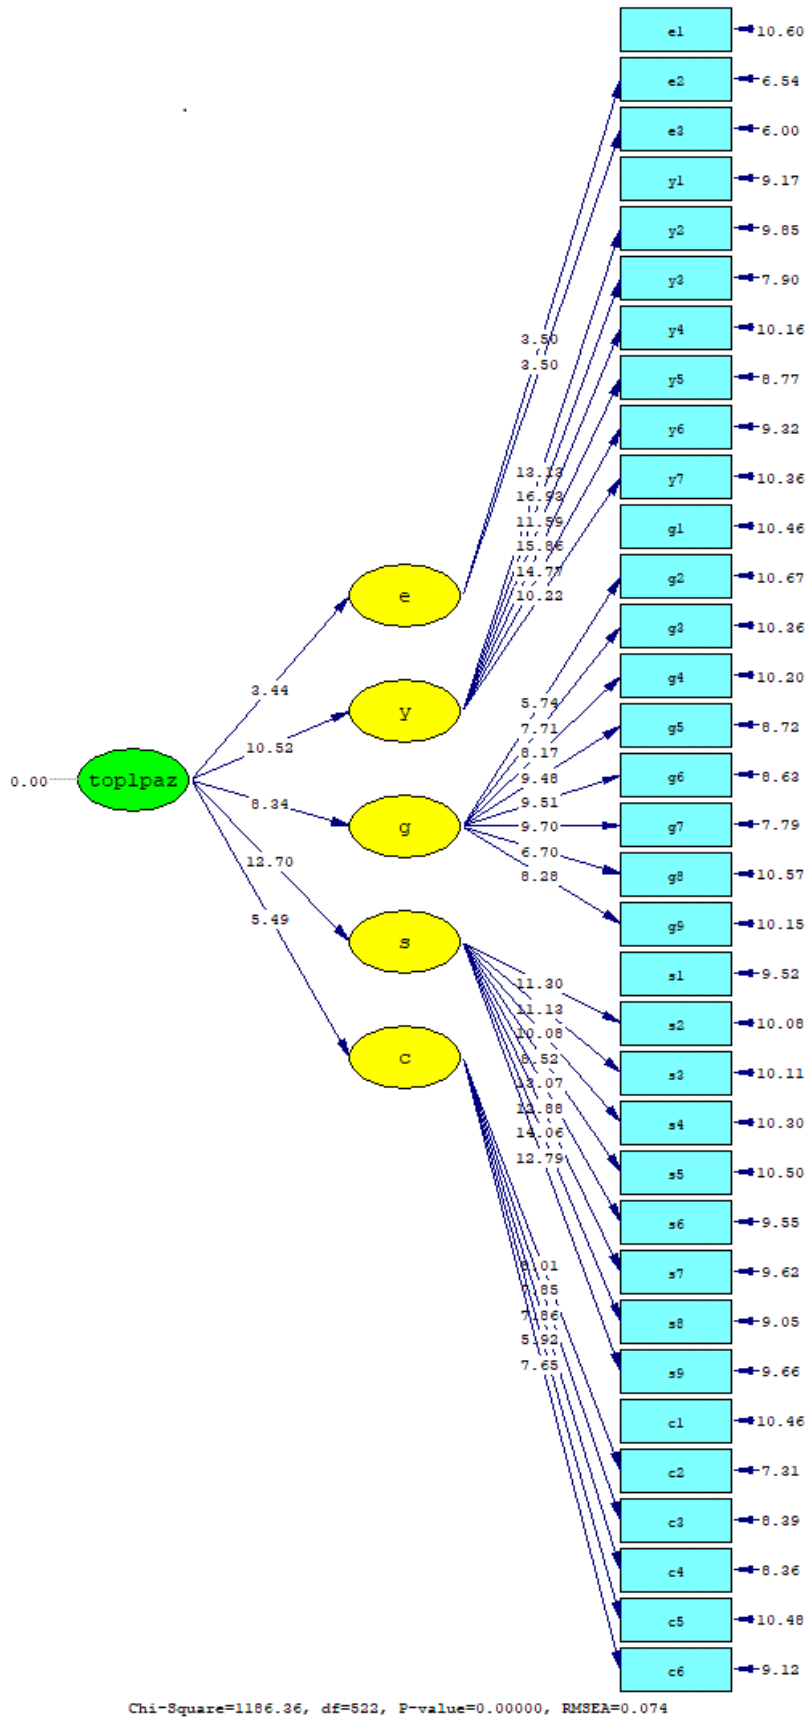 e1 10.60
e2 6.54
e3 6.00
y1 9.17
y2 9.85
y3 7.90
y4 10.16
y5 8.77
y6 9.32
y7 10.36
g1 10.46
g2 10.67
g3 10.36
g4 10.20
g5 8.72
g6 8.63
g7 7.79
g8 10.57
g9 10.15
s1 9.52
s2 10.08
s3 10.11
s4 10.30
s5 10.50
s6 9.55
s7 9.62
s8 9.05
s9 9.66
c1 10.46
c2 7.31
c3 8.39
c4 8.36
c5 10.48
c6 9.12
3.50
3.50
13.13
16.93
11.59
15.86
14.77
10.22
5.74
7.71
8.17
9.48
9.51
9.70
6.70
8.28
11.30
11.13
10.08
8.52
13.07
12.88
14.06
12.79
8.01
7.85
7.86
5.92
7.65
e
y
g
s
c
3.44
10.52
8.34
12.70
5.49
0.00 toplpaz
Chi-Square=1186.36, df=522, P-value=0.00000, RMSEA=0.074